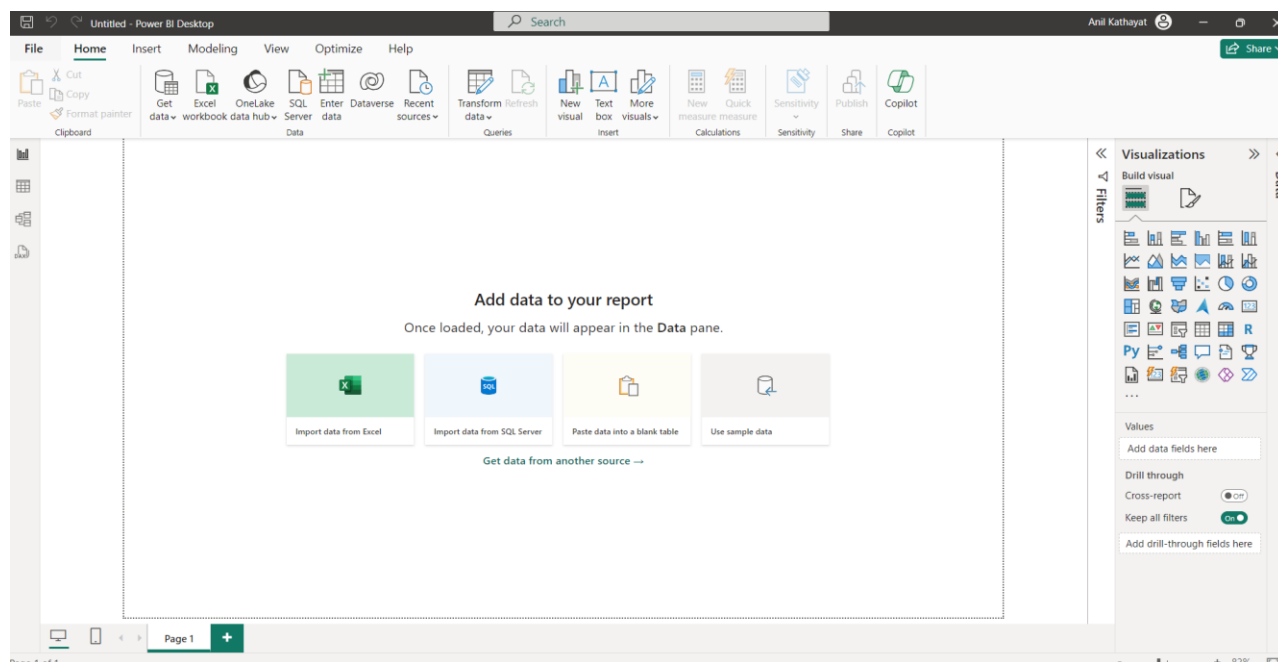 Untitled - Power BI Desktop
Search
Anil Kathayat
File Home Insert Modeling View Optimize Help
Share
Paste
Cut
Copy
Format painter
Clipboard
Get data
Excel workbook
OneLake data hub
SQL Server
Enter data
Dataverse
Recent sources
Data
Transform data
Refresh
Queries
New visual
Text box
More visuals
Insert
New measure
Quick measure
Calculations
Sensitivity
Sensitivity
Publish
Share
Copilot
Copilot
Add data to your report
Once loaded, your data will appear in the Data pane.
Import data from Excel
SQL
Import data from SQL Server
Paste data into a blank table
Use sample data
Get data from another source →
Filters
Visualizations
Build visual
123
R
Py
...
Values
Add data fields here
Drill through
Cross-report
Off
Keep all filters
On
Add drill-through fields here
Page 1